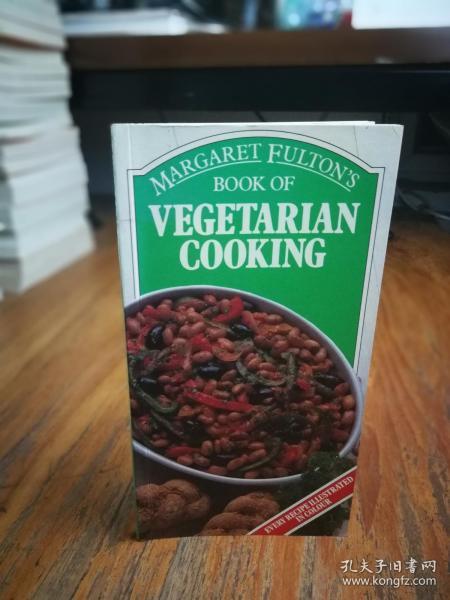 MARGARET FULTON'S
BOOK OF
VEGETARIAN
COOKING
EVERY RECIPE ILLUSTRATED
IN COLOUR
孔夫子旧书网
www.kongfz.com